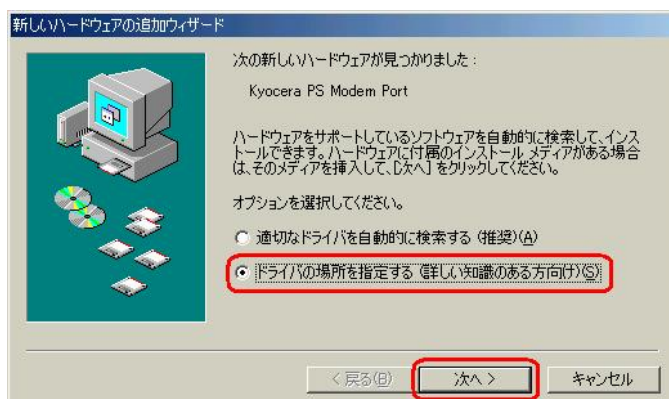 新しいハードウェアの追加ウィザード
次の新しいハードウェアが見つかりました :
Kyocera PS Modem Port
ハードウェアをサポートしているソフトウェアを自動的に検索して、インス
トールできます。ハードウェアに付属のインストール メディアがある場合
は、そのメディアを挿入して、[次へ] をクリックしてください。
オプションを選択してください。
適切なドライバを自動的に検索する (推奨)(A)
ドライバの場所を指定する (詳しい知識のある方向け)(S)
< 戻る(B)
次へ >
キャンセル